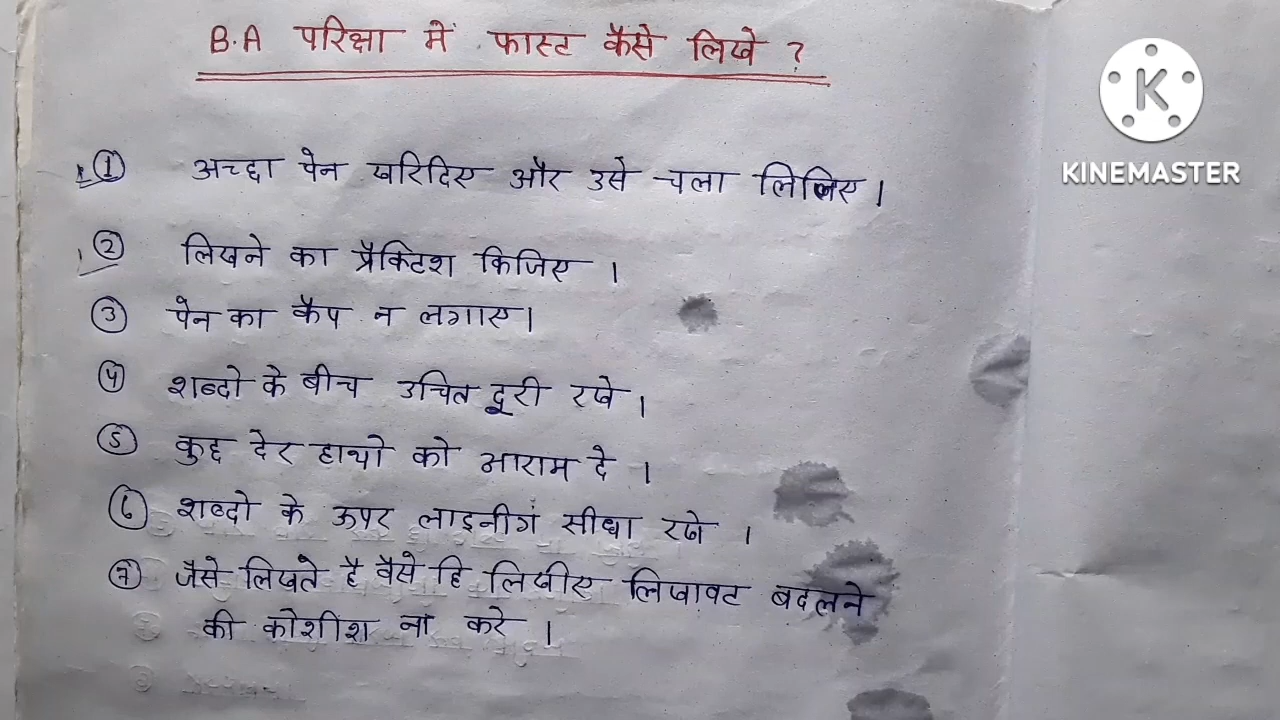 B.A परिक्षा में फास्ट कैसे लिखे ?
① अच्छा पेन खरिदिए और उसे चला लिजिए।
② लिखने का प्रैक्टिश किजिए ।
③ पेन का कैप न लगाए।
④ शब्दो के बीच उचित दूरी रखे ।
⑤ कुछ देर हाथो को आराम दे ।
⑥ शब्दो के ऊपर लाइनीगं सीधा रखे ।
⑦ जैसे लिखते है वैसे हि लिखीए लिखावट बदलने
की कोशीश ना करे ।
K
KINEMASTER